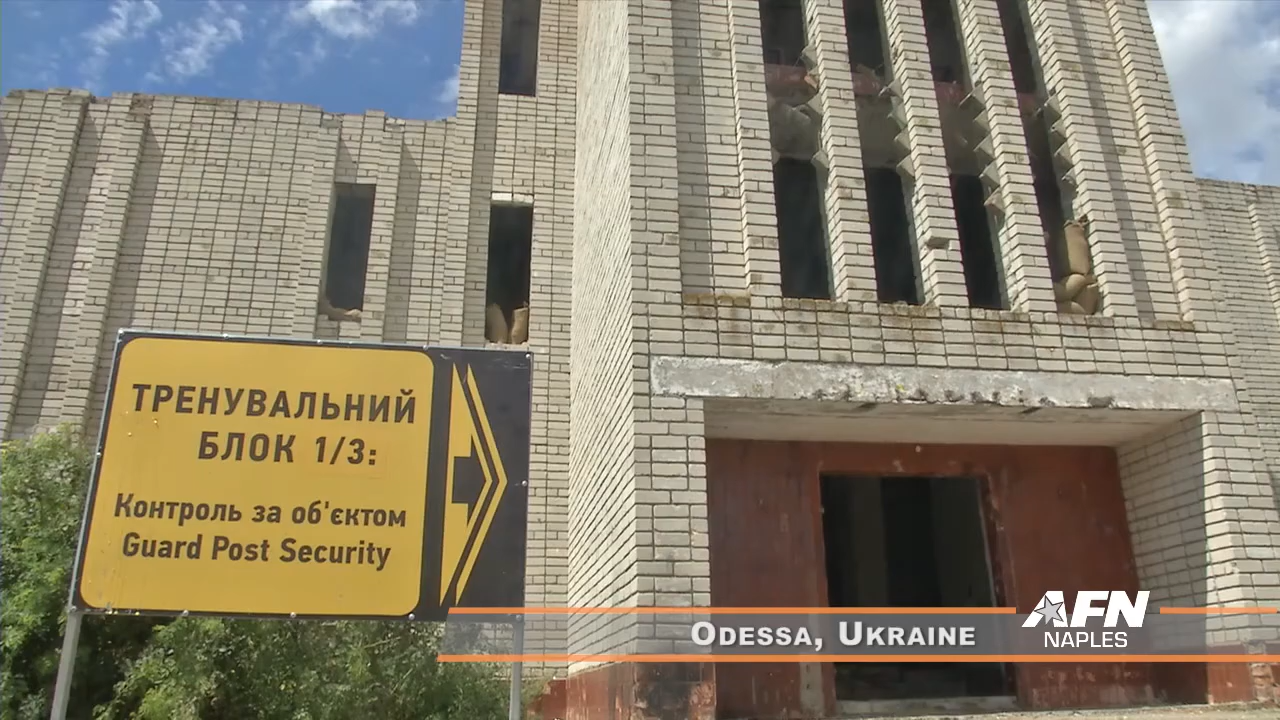 ТРЕНУВАЛЬНИЙ
БЛОК 1/3:
Контроль за об'єктом
Guard Post Security
ODESSA, UKRAINE
AFN
NAPLES